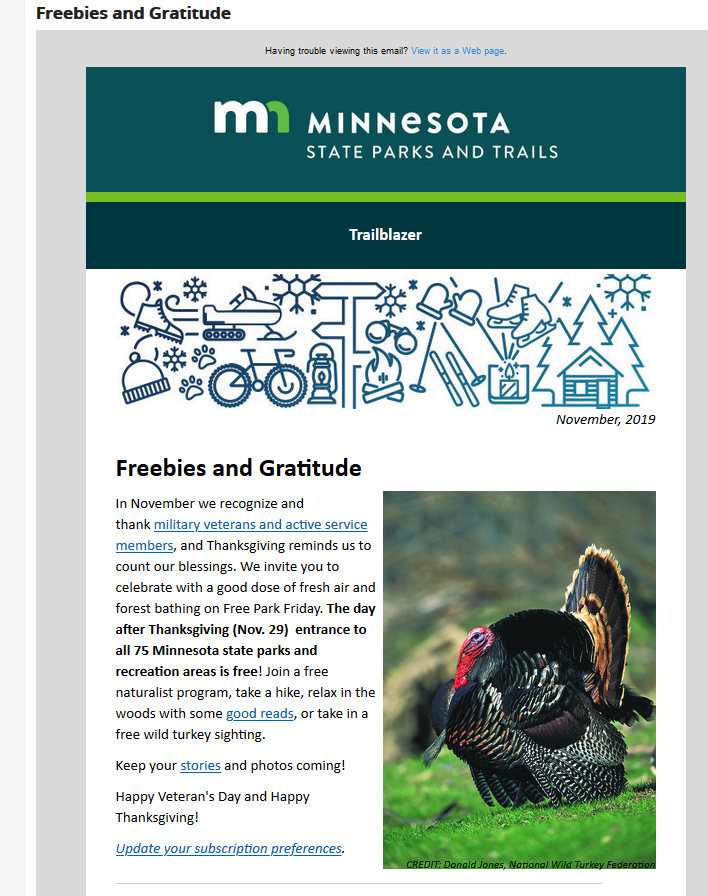 Freebies and Gratitude
Having trouble viewing this email? View it as a Web page.
mn MINNESOTA
STATE PARKS AND TRAILS
Trailblazer
November, 2019
Freebies and Gratitude
In November we recognize and
thank military veterans and active service
members, and Thanksgiving reminds us to
count our blessings. We invite you to
celebrate with a good dose of fresh air and
forest bathing on Free Park Friday. The day
after Thanksgiving (Nov. 29)  entrance to
all 75 Minnesota state parks and
recreation areas is free! Join a free
naturalist program, take a hike, relax in the
woods with some good reads, or take in a
free wild turkey sighting.
Keep your stories and photos coming!
Happy Veteran's Day and Happy
Thanksgiving!
Update your subscription preferences.
CREDIT: Donald Jones, National Wild Turkey Federation